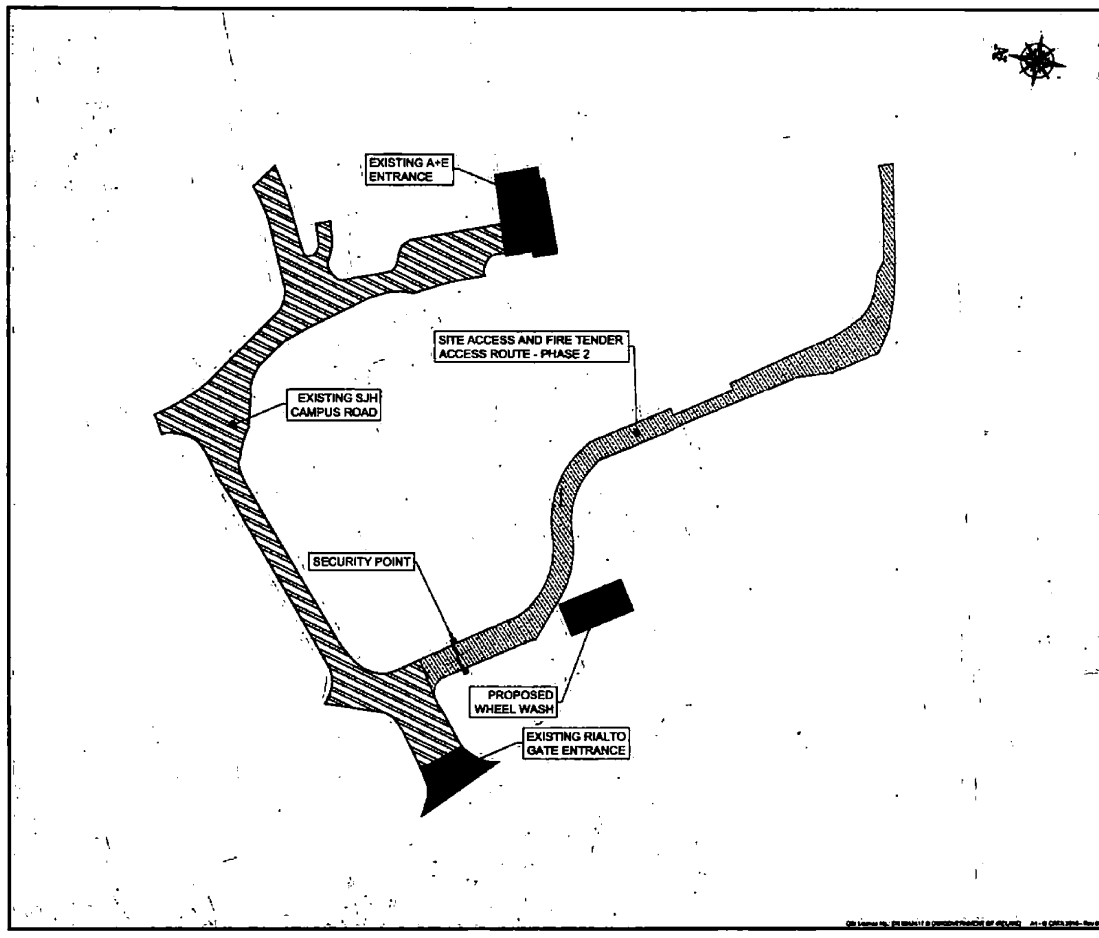 EXISTING A+E
ENTRANCE
SITE ACCESS AND FIRE TENDER
ACCESS ROUTE - PHASE 2
EXISTING SJH
CAMPUS ROAD
SECURITY POINT
PROPOSED
WHEEL WASH
EXISTING RIALTO
GATE ENTRANCE